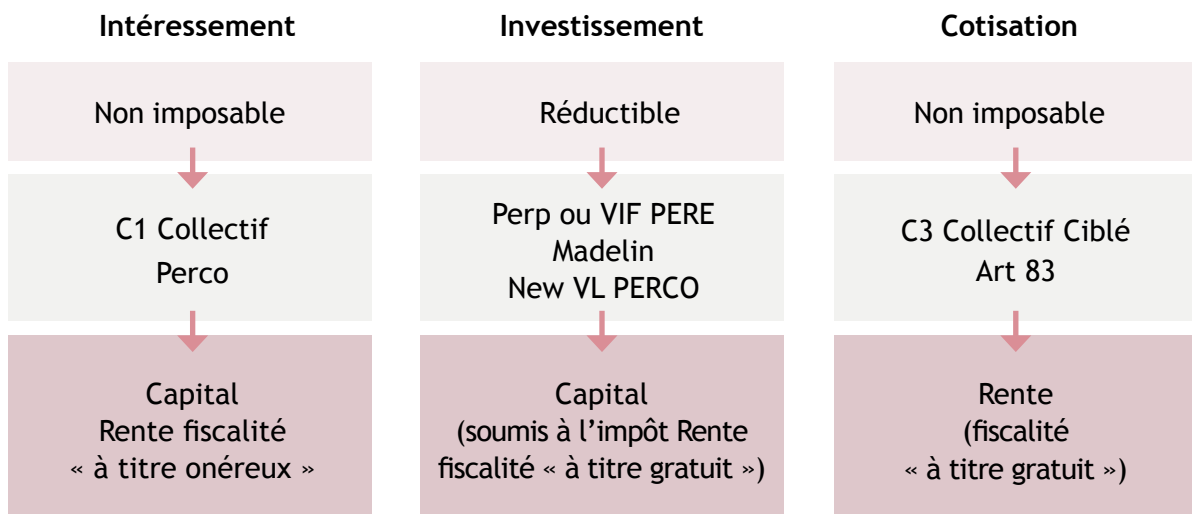 Intéressement
Non imposable
C1 Collectif
Perco
Capital
Rente fiscalité
« à titre onéreux »
Investissement
Réductible
Perp ou VIF PERE
Madelin
New VL PERCO
Capital
(soumis à l’impôt Rente
fiscalité « à titre gratuit »)
Cotisation
Non imposable
C3 Collectif Ciblé
Art 83
Rente
(fiscalité
« à titre gratuit »)